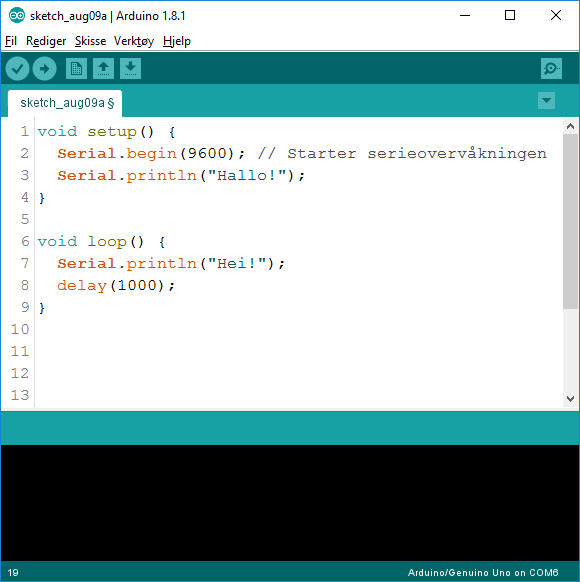 sketch_aug09a | Arduino 1.8.1
Fil Rediger Skisse Verktøy Hjelp
sketch_aug09a §
1 void setup() {
2   Serial.begin(9600); // Starter serieovervåkningen
3   Serial.println("Hallo!");
4 }
5
6 void loop() {
7   Serial.println("Hei!");
8   delay(1000);
9 }
10
11
12
13
19 Arduino/Genuino Uno on COM6